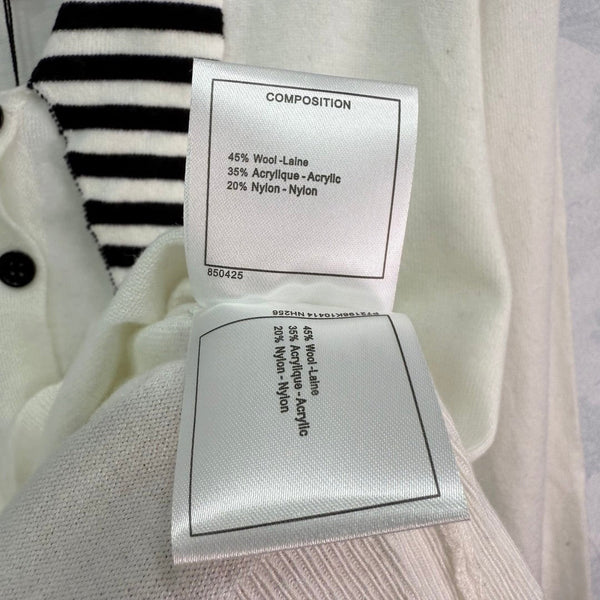 COMPOSITION
45% Wool -Laine
35% Acrylique - Acrylic
20% Nylon - Nylon
850425
45% Wool -Laine
35% Acrylique - Acrylic
20% Nylon - Nylon